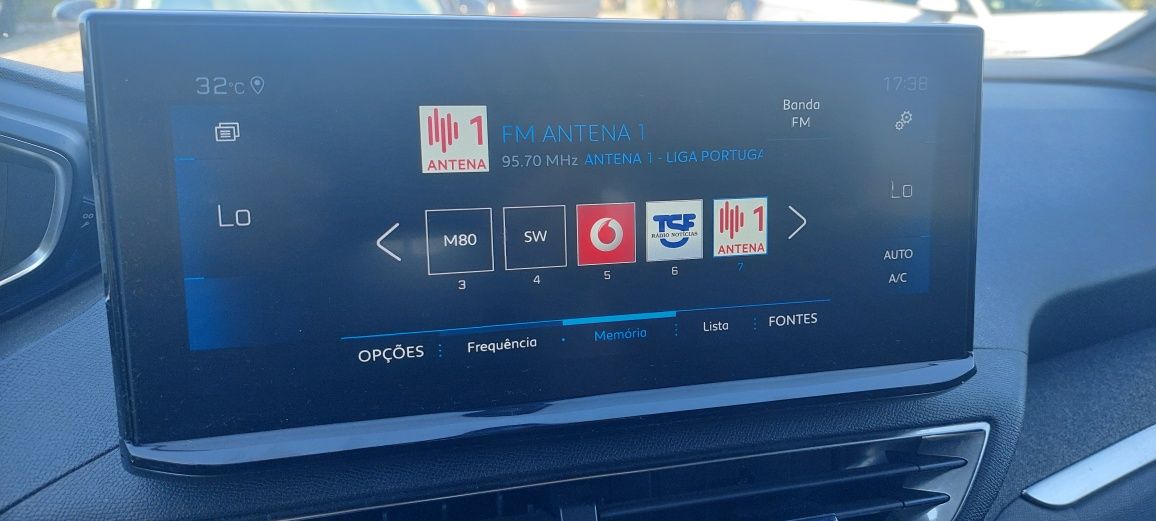 32°C
17:38
Banda
FM
1
ANTENA
FM ANTENA 1
95.70 MHz ANTENA 1 - LIGA PORTUGA
Lo
Lo
M80
SW
TSF
RÁDIO NOTÍCIAS
1
ANTENA
3
4
5
6
7
AUTO
A/C
OPÇÕES
Frequência
Memória
Lista
FONTES